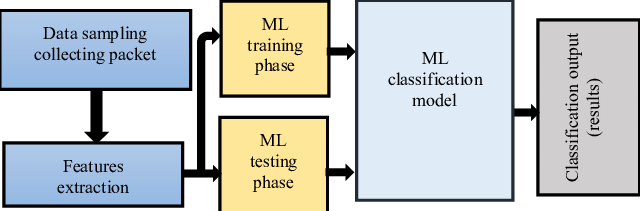 Data sampling
collecting packet
Features
extraction
ML
training
phase
ML
testing
phase
ML
classification
model
Classification output
(results)